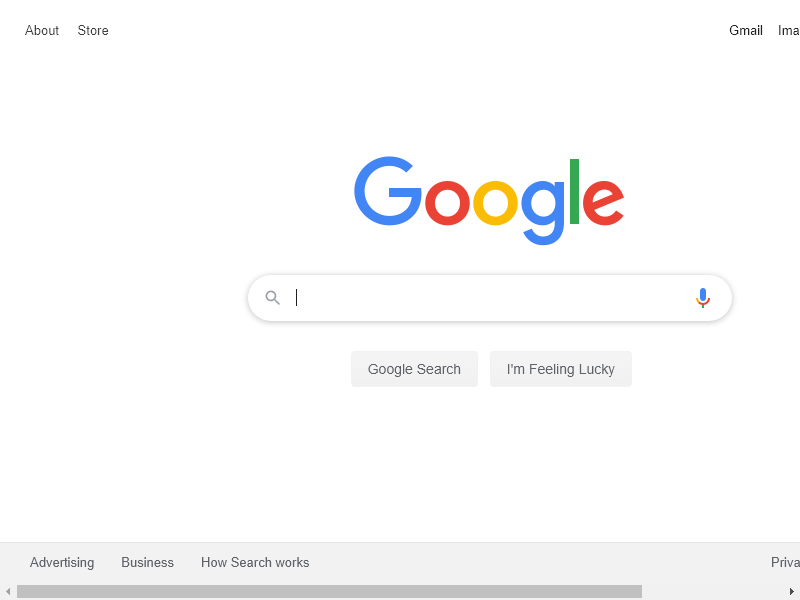 About Store Gmail Ima
Google
Google Search I'm Feeling Lucky
Advertising Business How Search works Priva